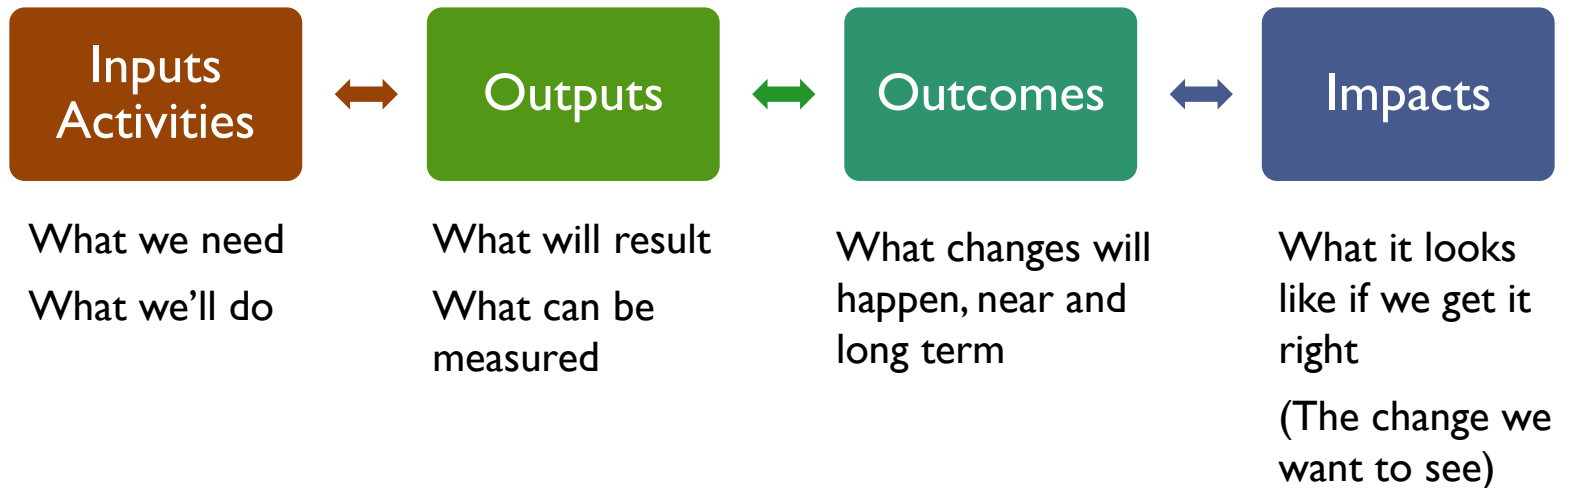 Inputs
Activities
Outputs
Outcomes
Impacts
What we need
What we'll do
What will result
What can be
measured
What changes will
happen, near and
long term
What it looks
like if we get it
right
(The change we
want to see)